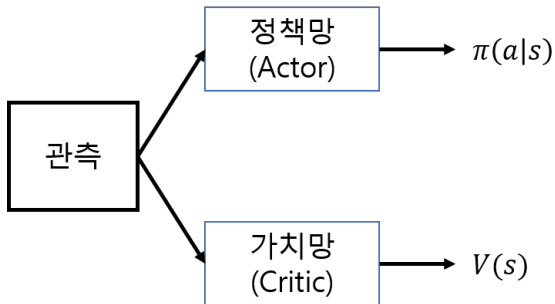 정책망
(Actor)
π(a|s)
관측
가치망
(Critic)
V(s)